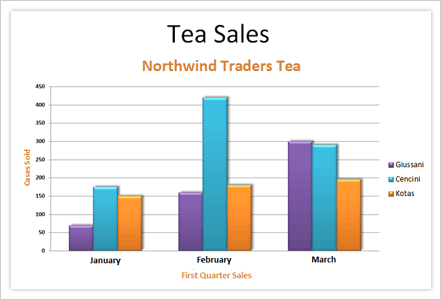 Tea Sales
Northwind Traders Tea
450
400
350
300
250
200
150
100
50
0
Cases Sold
January February March
First Quarter Sales
Giussani
Cencini
Kotas